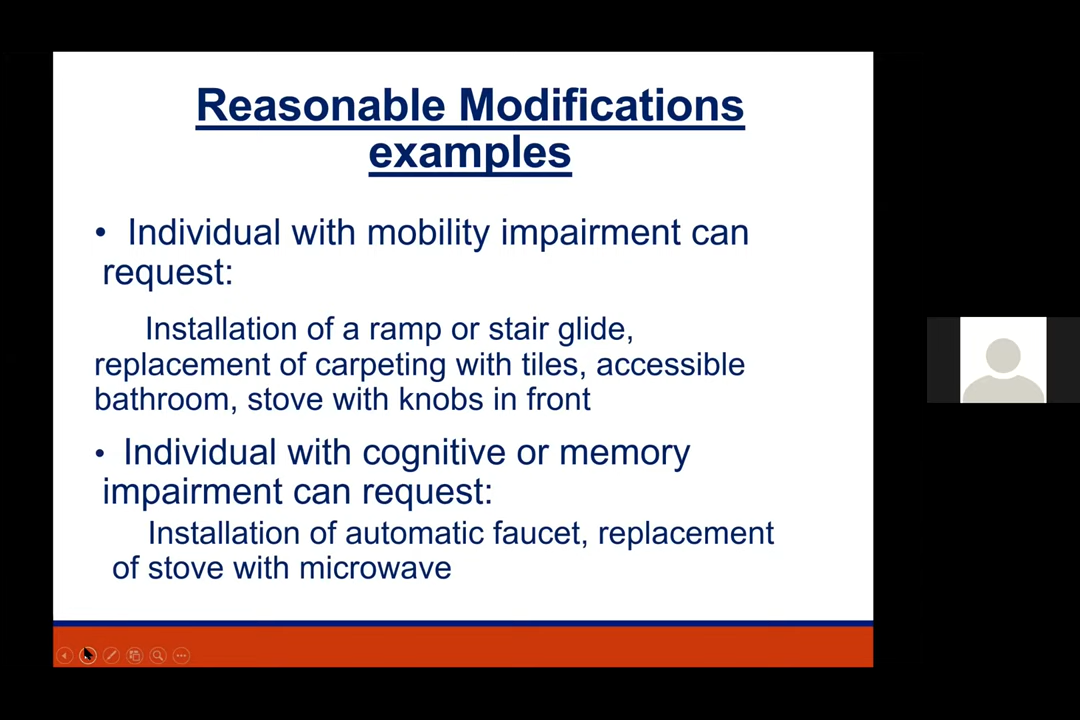 Reasonable Modifications
examples
• Individual with mobility impairment can
request:
Installation of a ramp or stair glide,
replacement of carpeting with tiles, accessible
bathroom, stove with knobs in front
• Individual with cognitive or memory
impairment can request:
Installation of automatic faucet, replacement
of stove with microwave